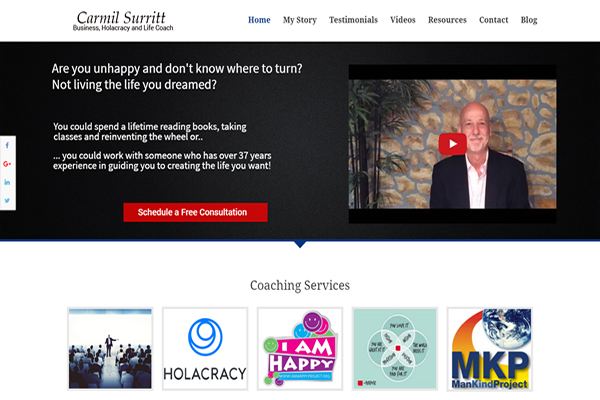 Carmil Surritt
Business, Holacracy and Life Coach
Home My Story Testimonials Videos Resources Contact Blog
Are you unhappy and don't know where to turn?
Not living the life you dreamed?
You could spend a lifetime reading books, taking
classes and reinventing the wheel or..
... you could work with someone who has over 37 years
experience in guiding you to creating the life you want!
Schedule a Free Consultation
Coaching Services
HOLACRACY
I AM
HAPPY
MKP
ManKindProject